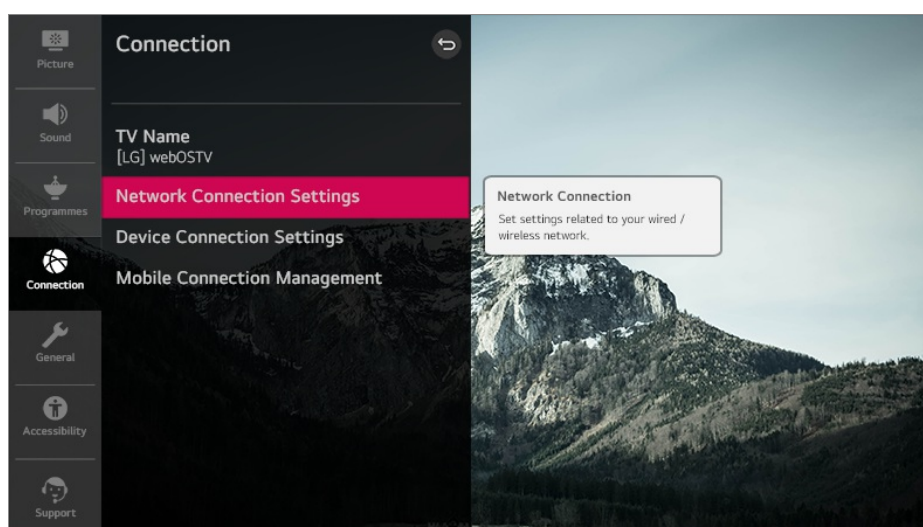 Picture
Sound
Programmes
Connection
General
Accessibility
Support
Connection
TV Name
[LG] webOSTV
Network Connection Settings
Device Connection Settings
Mobile Connection Management
Network Connection
Set settings related to your wired /
wireless network.